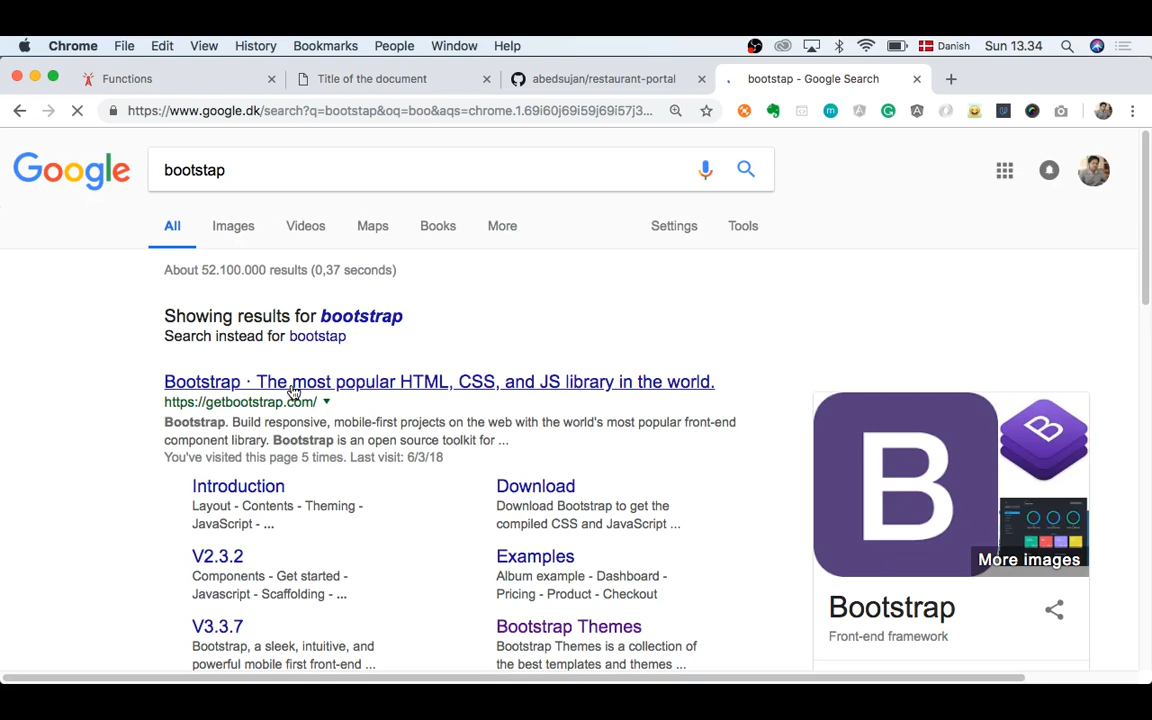 Chrome File Edit View History Bookmarks People Window Help Danish Sun 13.34
Functions Title of the document abedsujan/restaurant-portal bootstap - Google Search
https://www.google.dk/search?q=bootstap&oq=boo&aqs=chrome.1.69i60j69i59j69i57j3...
Google bootstap
All Images Videos Maps Books More Settings Tools
About 52.100.000 results (0,37 seconds)
Showing results for bootstrap
Search instead for bootstap
Bootstrap · The most popular HTML, CSS, and JS library in the world.
https://getbootstrap.com/
Bootstrap. Build responsive, mobile-first projects on the web with the world's most popular front-end
component library. Bootstrap is an open source toolkit for ...
You've visited this page 5 times. Last visit: 6/3/18
Introduction
Layout - Contents - Theming -
JavaScript - ...
Download
Download Bootstrap to get the
compiled CSS and JavaScript ...
V2.3.2
Components - Get started -
Javascript - Scaffolding - ...
Examples
Album example - Dashboard -
Pricing - Product - Checkout
V3.3.7
Bootstrap, a sleek, intuitive, and
powerful mobile first front-end ...
Bootstrap Themes
Bootstrap Themes is a collection of
the best templates and themes ...
B
B
More images
Bootstrap
Front-end framework